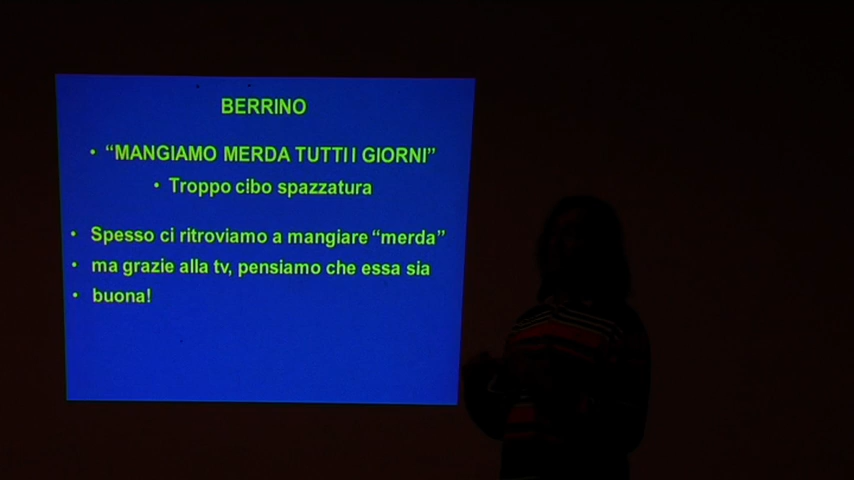 BERRINO
• “MANGIAMO MERDA TUTTI I GIORNI”
• Troppo cibo spazzatura
• Spesso ci ritroviamo a mangiare “merda”
• ma grazie alla tv, pensiamo che essa sia
• buona!